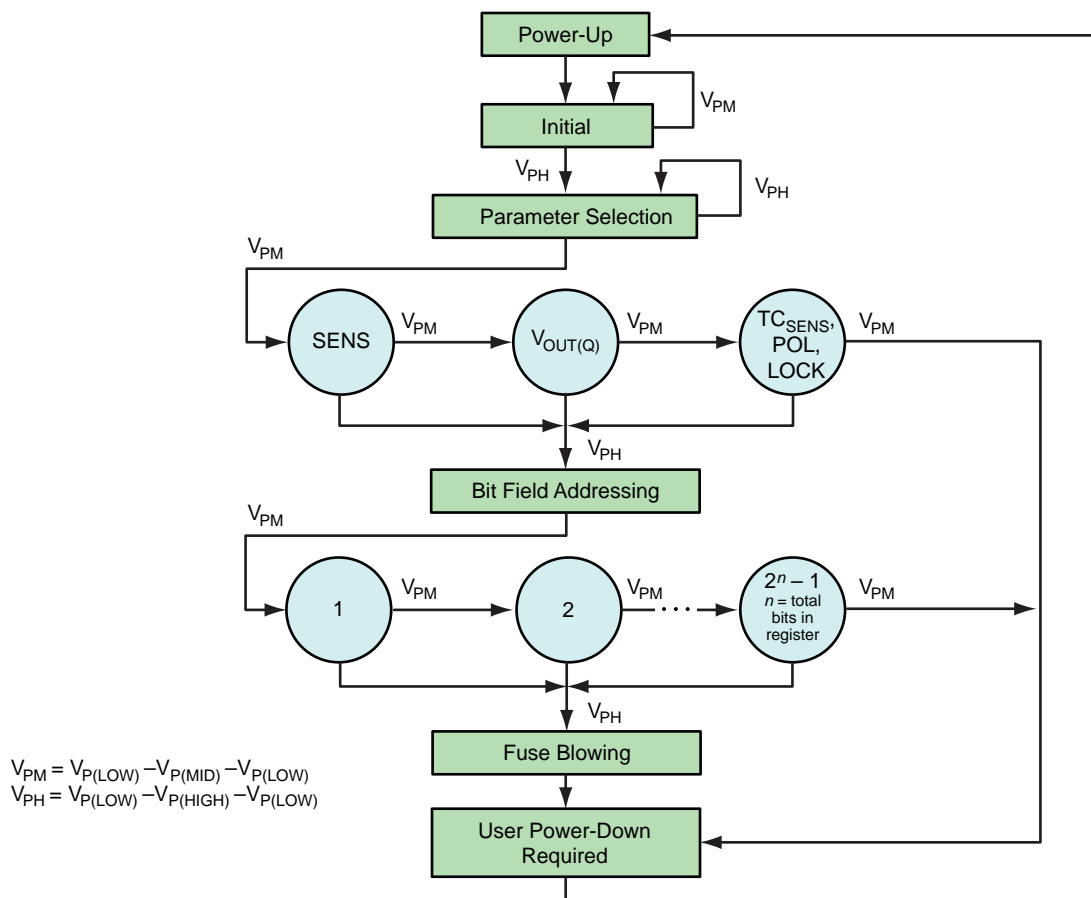 Power-Up
V_PM
Initial
V_PH
V_PH
Parameter Selection
V_PM
SENS
V_PM
V_OUT(Q)
V_PM
TC_SENS,
POL,
LOCK
V_PM
V_PH
Bit Field Addressing
V_PM
1
V_PM
2
V_PM
...
2^n – 1
n = total
bits in
register
V_PM
V_PH
Fuse Blowing
V_PM = V_P(LOW) –V_P(MID) –V_P(LOW)
V_PH = V_P(LOW) –V_P(HIGH) –V_P(LOW)
User Power-Down
Required